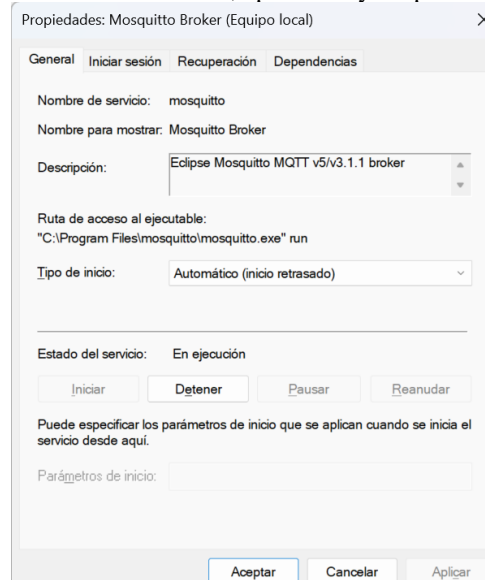 Propiedades: Mosquitto Broker (Equipo local)
General Iniciar sesión Recuperación Dependencias
Nombre de servicio: mosquitto
Nombre para mostrar: Mosquitto Broker
Descripción: Eclipse Mosquitto MQTT v5/v3.1.1 broker
Ruta de acceso al ejecutable:
"C:\Program Files\mosquitto\mosquitto.exe" run
Tipo de inicio: Automático (inicio retrasado)
Estado del servicio: En ejecución
Iniciar Detener Pausar Reanudar
Puede especificar los parámetros de inicio que se aplican cuando se inicia el
servicio desde aquí.
Parámetros de inicio:
Aceptar Cancelar Aplicar